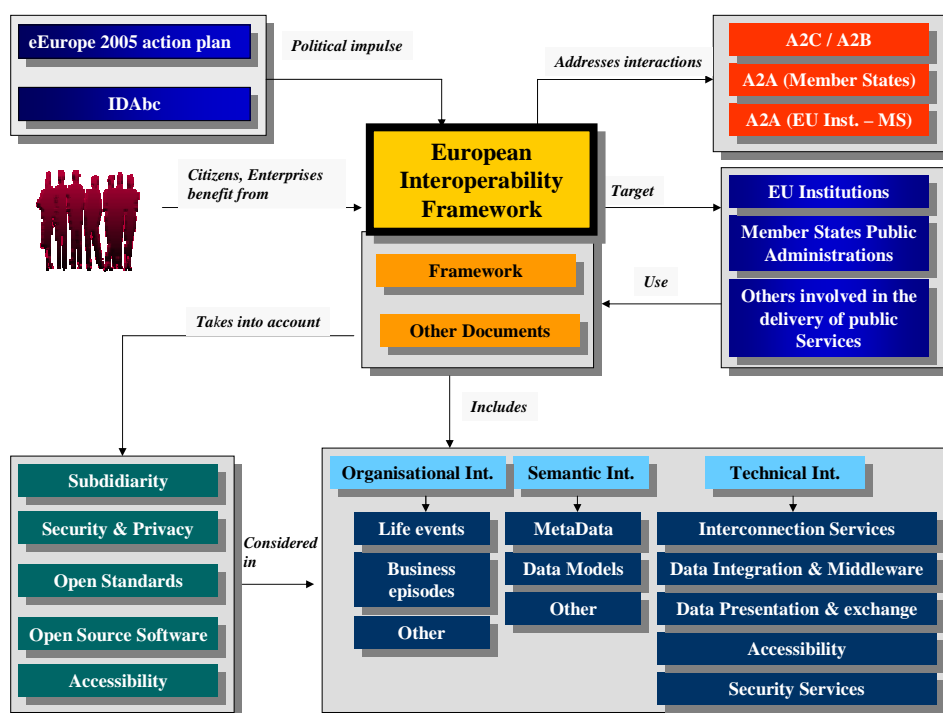 eEurope 2005 action plan
IDAbc
Political impulse
Addresses interactions
A2C / A2B
A2A (Member States)
A2A (EU Inst. – MS)
Citizens, Enterprises
benefit from
European
Interoperability
Framework
Target
EU Institutions
Member States Public
Administrations
Others involved in the
delivery of public
Services
Use
Framework
Other Documents
Takes into account
Includes
Subdidiarity
Security & Privacy
Open Standards
Open Source Software
Accessibility
Considered
in
Organisational Int.
Life events
Business
episodes
Other
Semantic Int.
MetaData
Data Models
Other
Technical Int.
Interconnection Services
Data Integration & Middleware
Data Presentation & exchange
Accessibility
Security Services